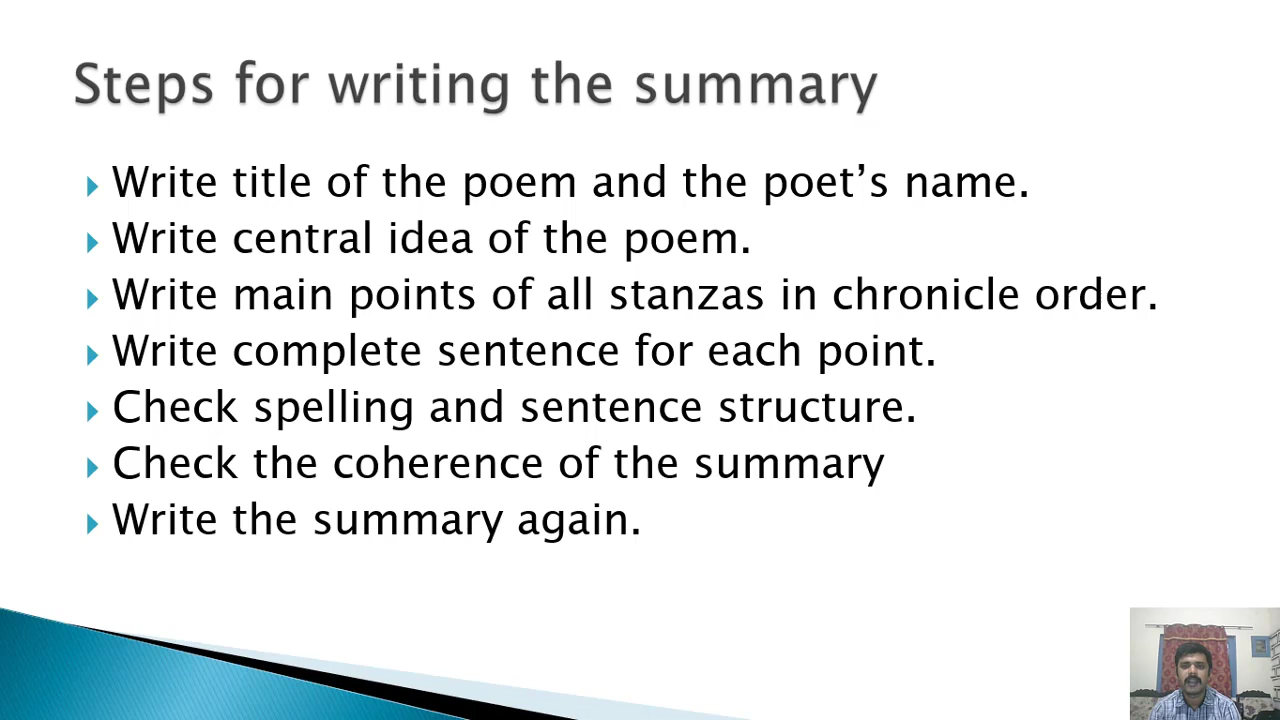 Steps for writing the summary
Write title of the poem and the poet’s name.
Write central idea of the poem.
Write main points of all stanzas in chronicle order.
Write complete sentence for each point.
Check spelling and sentence structure.
Check the coherence of the summary
Write the summary again.